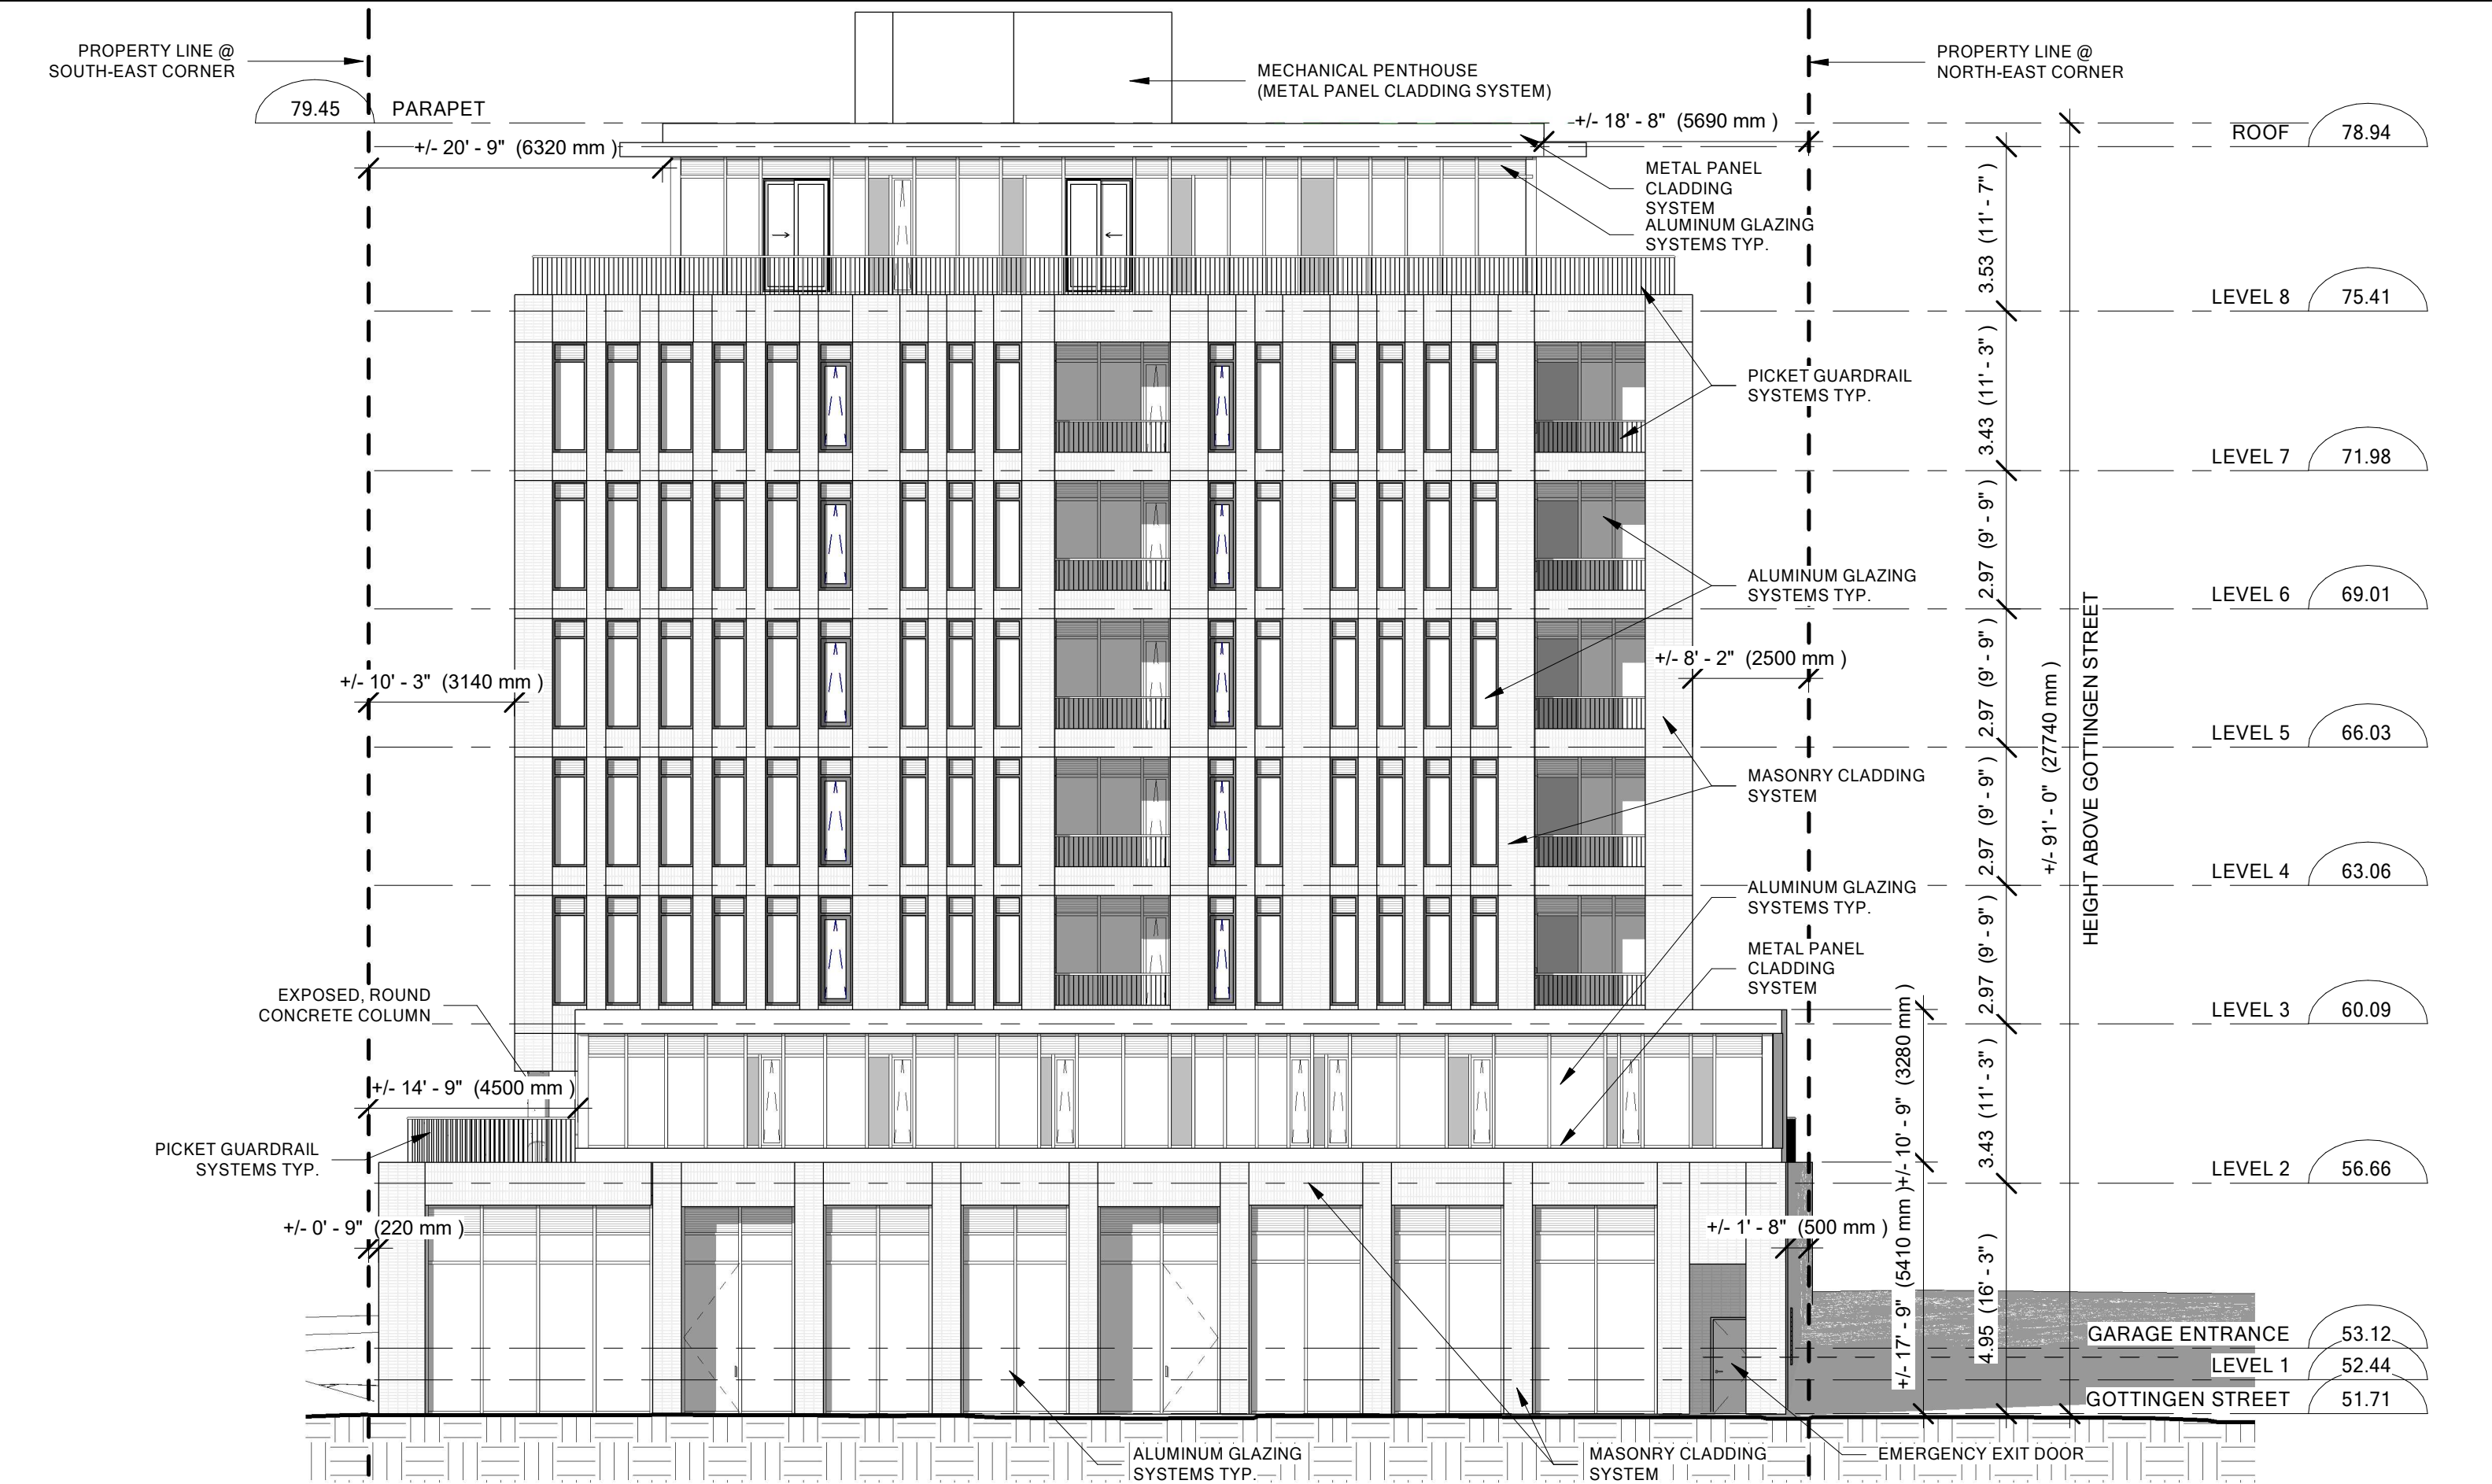 PROPERTY LINE @
SOUTH-EAST CORNER
MECHANICAL PENTHOUSE
(METAL PANEL CLADDING SYSTEM)
PROPERTY LINE @
NORTH-EAST CORNER
79.45
PARAPET
+/- 20' - 9" (6320 mm )
+/- 18' - 8" (5690 mm )
ROOF
78.94
METAL PANEL
CLADDING
SYSTEM
ALUMINUM GLAZING
SYSTEMS TYP.
3.53 (11' - 7" )
LEVEL 8
75.41
PICKET GUARDRAIL
SYSTEMS TYP.
3.43 (11' - 3" )
LEVEL 7
71.98
2.97 (9' - 9" )
ALUMINUM GLAZING
SYSTEMS TYP.
LEVEL 6
69.01
+/- 10' - 3" (3140 mm )
+/- 8' - 2" (2500 mm )
2.97 (9' - 9" )
LEVEL 5
66.03
MASONRY CLADDING
SYSTEM
2.97 (9' - 9" )
+/- 91' - 0" (27740 mm )
HEIGHT ABOVE GOTTINGEN STREET
LEVEL 4
63.06
ALUMINUM GLAZING
SYSTEMS TYP.
METAL PANEL
CLADDING
SYSTEM
2.97 (9' - 9" )
EXPOSED, ROUND
CONCRETE COLUMN
LEVEL 3
60.09
+/- 14' - 9" (4500 mm )
+/- 10' - 9" (3280 mm )
3.43 (11' - 3" )
PICKET GUARDRAIL
SYSTEMS TYP.
LEVEL 2
56.66
+/- 0' - 9" (220 mm )
+/- 1' - 8" (500 mm )
+/- 17' - 9" (5410 mm )
4.95 (16' - 3" )
GARAGE ENTRANCE
53.12
LEVEL 1
52.44
GOTTINGEN STREET
51.71
ALUMINUM GLAZING
SYSTEMS TYP.
MASONRY CLADDING
SYSTEM
EMERGENCY EXIT DOOR